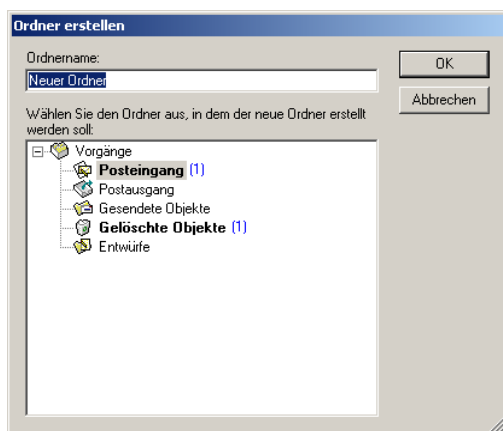 Ordner erstellen
Ordnername:
Neuer Ordner
OK
Abbrechen
Wählen Sie den Ordner aus, in dem der neue Ordner erstellt
werden soll:
Vorgänge
Posteingang (1)
Postausgang
Gesendete Objekte
Gelöschte Objekte (1)
Entwürfe